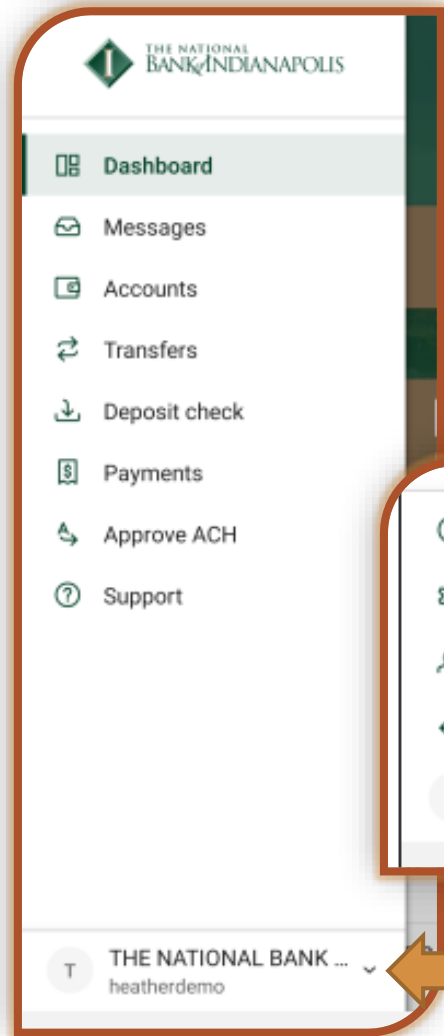 THE NATIONAL
BANK of INDIANAPOLIS
Dashboard
Messages
Accounts
Transfers
Deposit check
Payments
Approve ACH
Support
T
THE NATIONAL BANK ...
heatherdemo